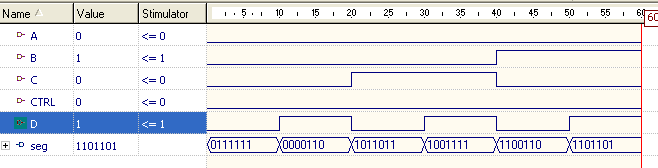 Name Value Stimulator 5 10 15 20 25 30 35 40 45 50 55 60
60
A 0 <= 0
B 1 <= 1
C 0 <= 0
CTRL 0 <= 0
D 1 <= 1
seg 1101101 0111111 0000110 1011011 1001111 1100110 1101101